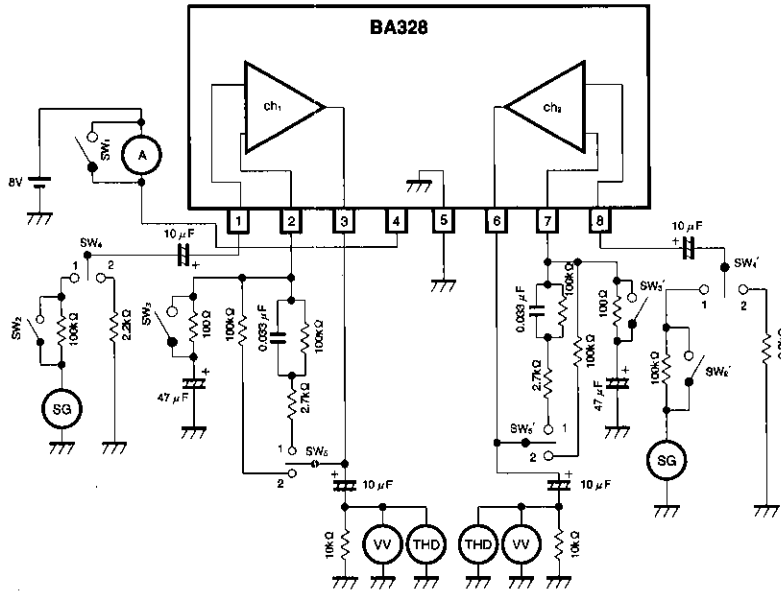 BA328
ch₁
ch₂
A
SW₁
8V
1
2
3
4
5
6
7
8
10 μF
SW₄
1
2
SW₂
100kΩ
2.2kΩ
SG
SW₃
100Ω
47 μF
100kΩ
0.033 μF
100kΩ
2.7kΩ
1
SW₅
2
10 μF
10kΩ
VV
THD
THD
VV
10kΩ
10 μF
0.033 μF
100kΩ
2.7kΩ
100kΩ
SW₅′
1
2
100Ω
SW₃′
47 μF
10 μF
SW₄′
1
2
100kΩ
SW₂′
SG